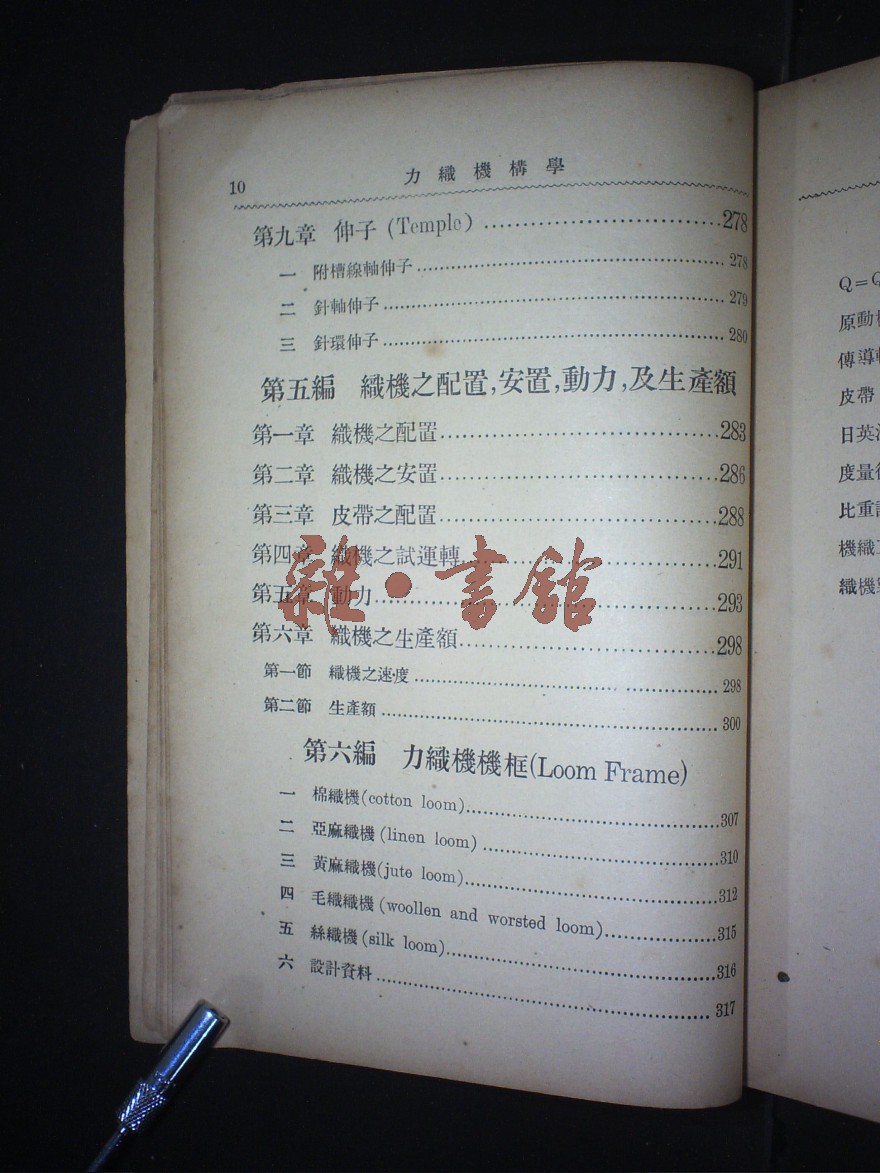 10
力織機構學
第九章 伸子 (Temple) 278
一 附槽線軸伸子 278
二 針軸伸子 279
三 針環伸子 280
第五編 織機之配置,安置,動力,及生產額
第一章 織機之配置 283
第二章 織機之安置 286
第三章 皮帶之配置 288
第四章 織機之試運轉 291
第五章 動力 293
第六章 織機之生產額 298
第一節 織機之速度 298
第二節 生產額 300
第六編 力織機機框(Loom Frame)
一 棉織機(cotton loom) 307
二 亞麻織機(linen loom) 310
三 黃麻織機(jute loom) 312
四 毛織織機(woollen and worsted loom) 315
五 絲織機(silk loom) 316
六 設計資料 317
雜·書館
Q=
原動
傳導
皮帶
日英
度量
比重
機織
織機